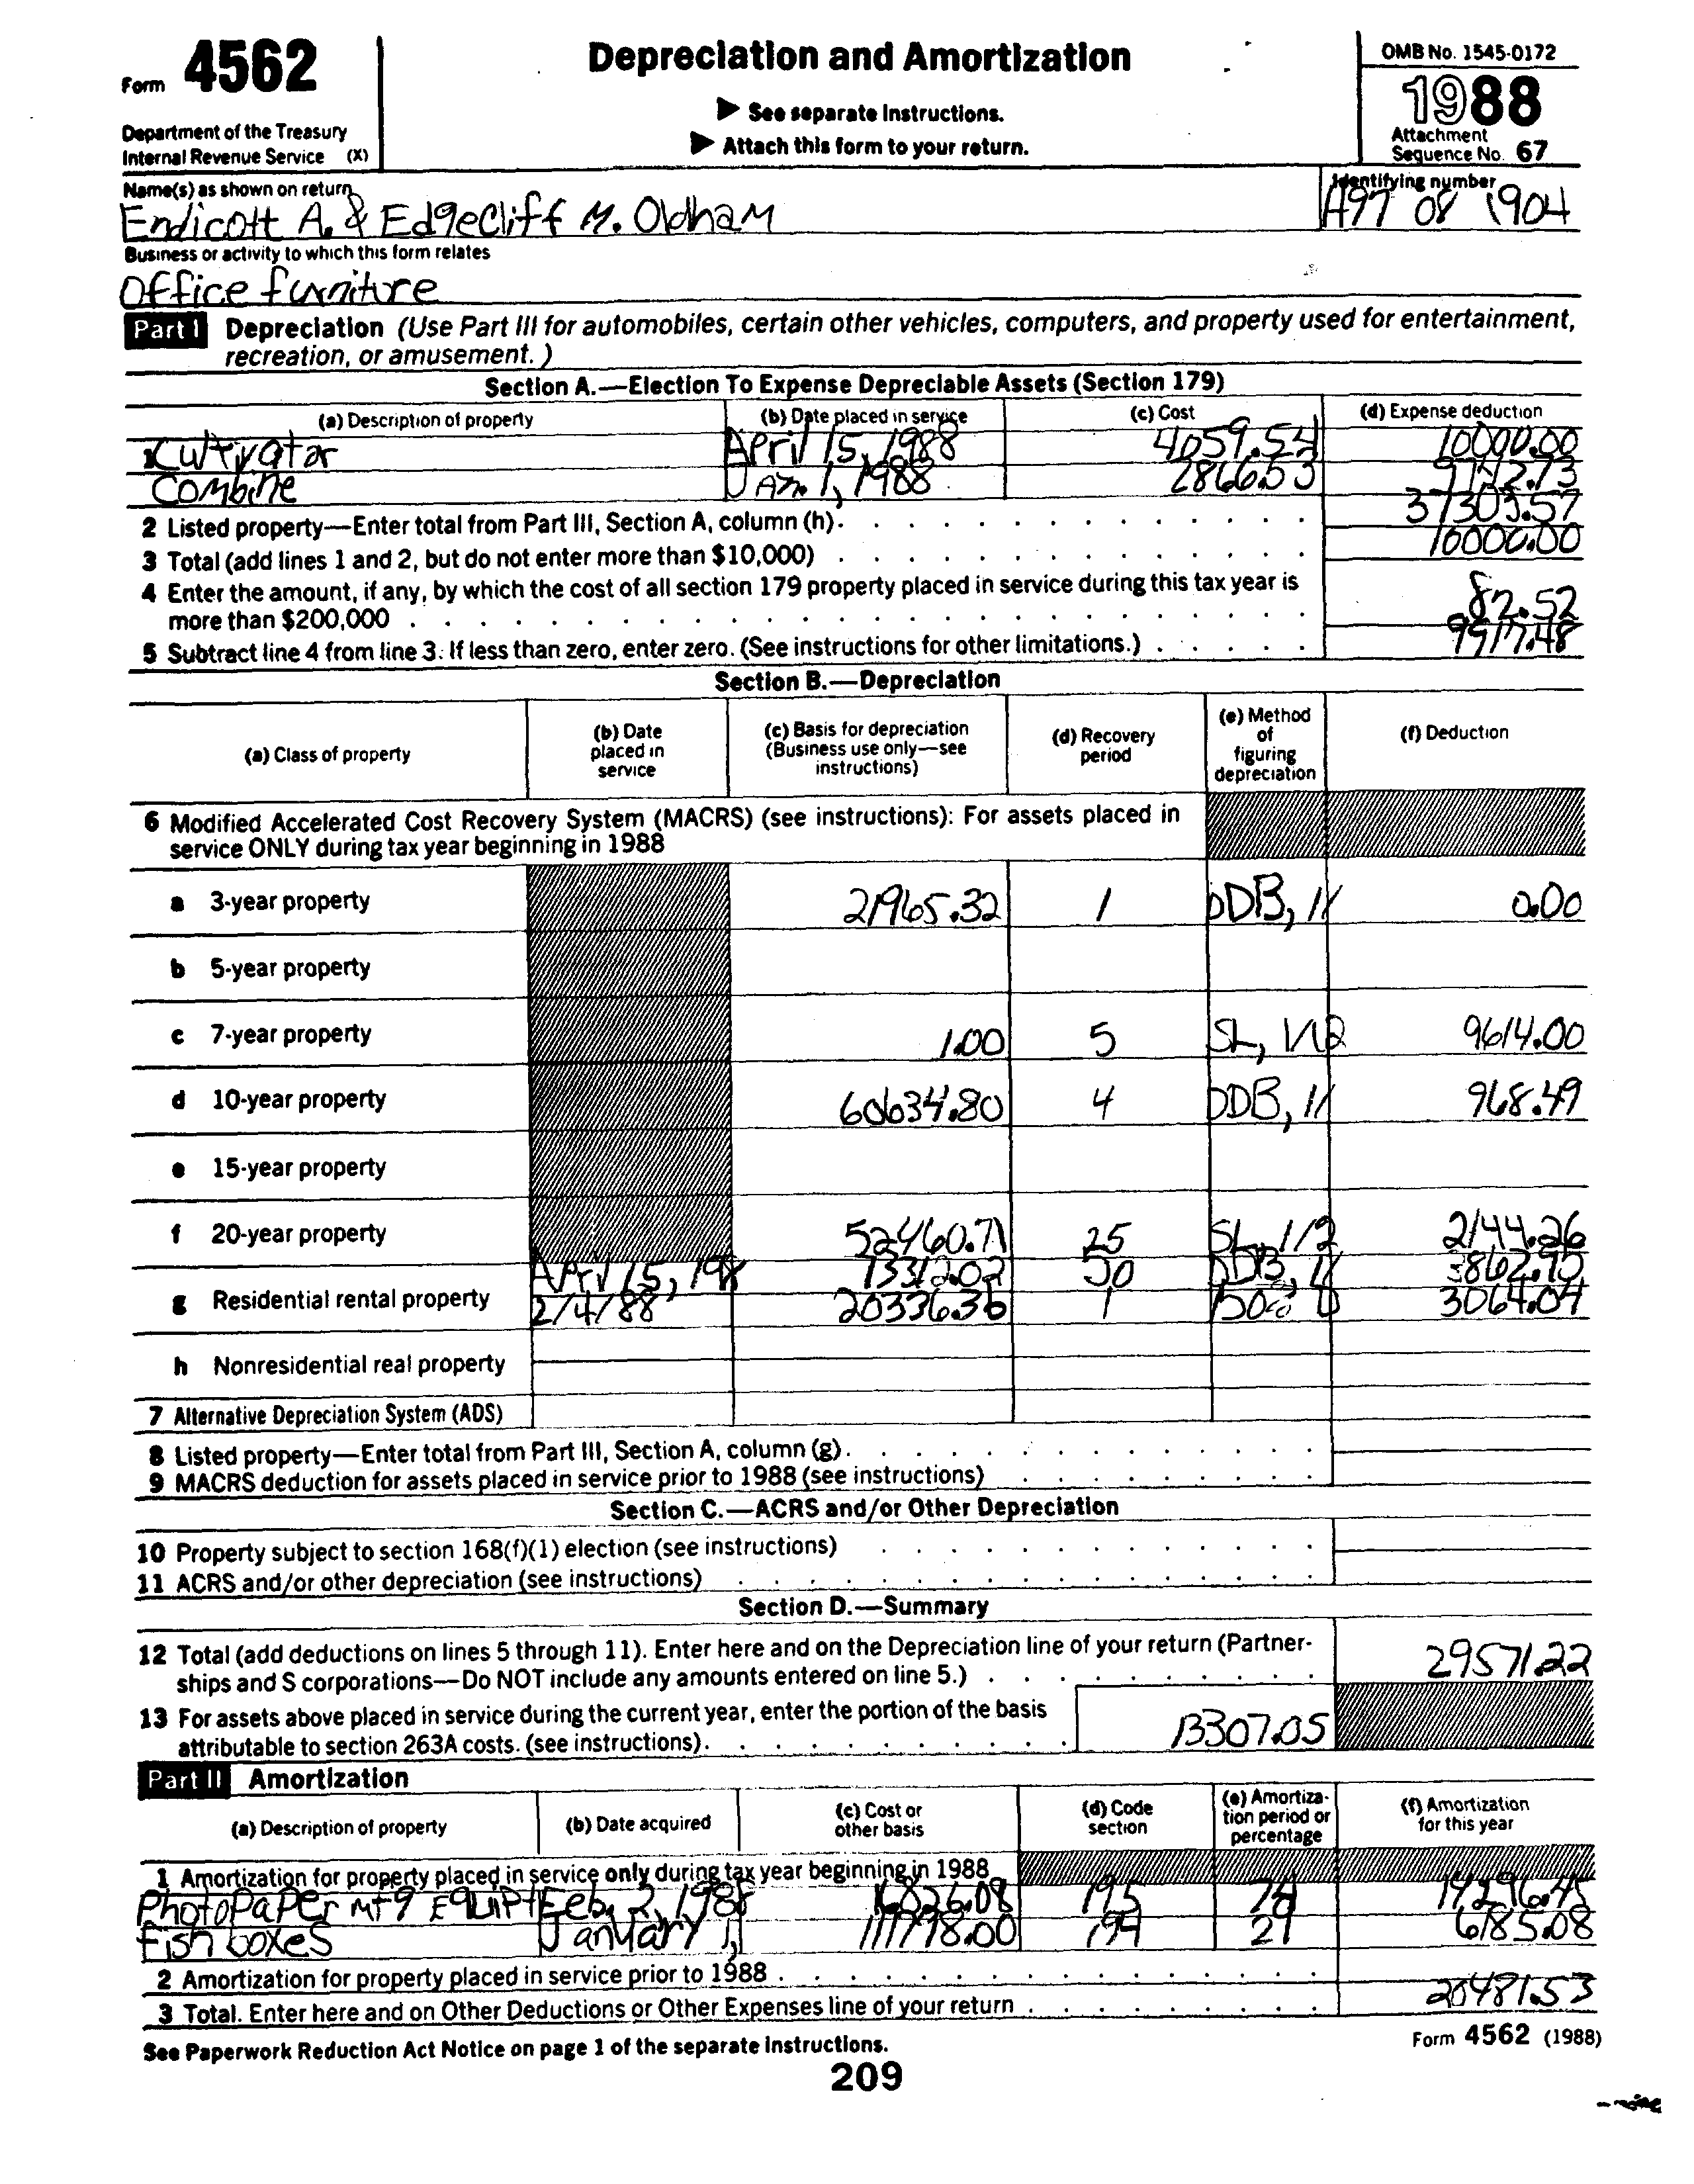 Form 4562
Department of the Treasury
Internal Revenue Service (X)
Depreciation and Amortization
▶ See separate Instructions.
▶ Attach this form to your return.
OMB No. 1545-0172
1988
Attachment
Sequence No. 67
Name(s) as shown on return
Endicott A. & Edgecliff M. Oldham
Identifying number
A97 08 1904
Business or activity to which this form relates
Office furniture
Part I Depreciation (Use Part III for automobiles, certain other vehicles, computers, and property used for entertainment,
recreation, or amusement.)
Section A.—Election To Expense Depreciable Assets (Section 179)
(a) Description of property (b) Date placed in service (c) Cost (d) Expense deduction
1 Cultivator April 15, 1988 4059.54 10000.00
Combine Jan. 1, 1988 2866.53
2 Listed property—Enter total from Part III, Section A, column (h). 37303.57
3 Total (add lines 1 and 2, but do not enter more than $10,000) 10000.00
4 Enter the amount, if any, by which the cost of all section 179 property placed in service during this tax year is
more than $200,000 82.52
5 Subtract line 4 from line 3. If less than zero, enter zero. (See instructions for other limitations.) 9917.48
Section B.—Depreciation
(a) Class of property (b) Date placed in service (c) Basis for depreciation (Business use only—see instructions) (d) Recovery period (e) Method of figuring depreciation (f) Deduction
6 Modified Accelerated Cost Recovery System (MACRS) (see instructions): For assets placed in
service ONLY during tax year beginning in 1988
a 3-year property 21965.32 1 DDB, 11 0.00
b 5-year property
c 7-year property 1.00 5 SL, 1/12 9614.00
d 10-year property 60634.80 4 DDB, 11 968.49
e 15-year property
f 20-year property 52460.71 25 SL, 1/2 2144.26
April 15, 198 73312.02 50 DDB, 11 3862.95
g Residential rental property 2/4/88 20336.36 1 3064.04
h Nonresidential real property
7 Alternative Depreciation System (ADS)
8 Listed property—Enter total from Part III, Section A, column (g).
9 MACRS deduction for assets placed in service prior to 1988 (see instructions)
Section C.—ACRS and/or Other Depreciation
10 Property subject to section 168(f)(1) election (see instructions)
11 ACRS and/or other depreciation (see instructions)
Section D.—Summary
12 Total (add deductions on lines 5 through 11). Enter here and on the Depreciation line of your return (Partner-
ships and S corporations—Do NOT include any amounts entered on line 5.) 29571.22
13 For assets above placed in service during the current year, enter the portion of the basis
attributable to section 263A costs. (see instructions). 13307.05
Part II Amortization
(a) Description of property (b) Date acquired (c) Cost or other basis (d) Code section (e) Amortization period or percentage (f) Amortization for this year
1 Amortization for property placed in service only during tax year beginning in 1988
PhotoPaper Mfg Equipt Feb. 2, 1988 16826.08 195 14296.45
Fish boxes January 1, 111798.00 194 29 6185.08
2 Amortization for property placed in service prior to 1988
3 Total. Enter here and on Other Deductions or Other Expenses line of your return 20481.53
See Paperwork Reduction Act Notice on page 1 of the separate Instructions.
Form 4562 (1988)
209